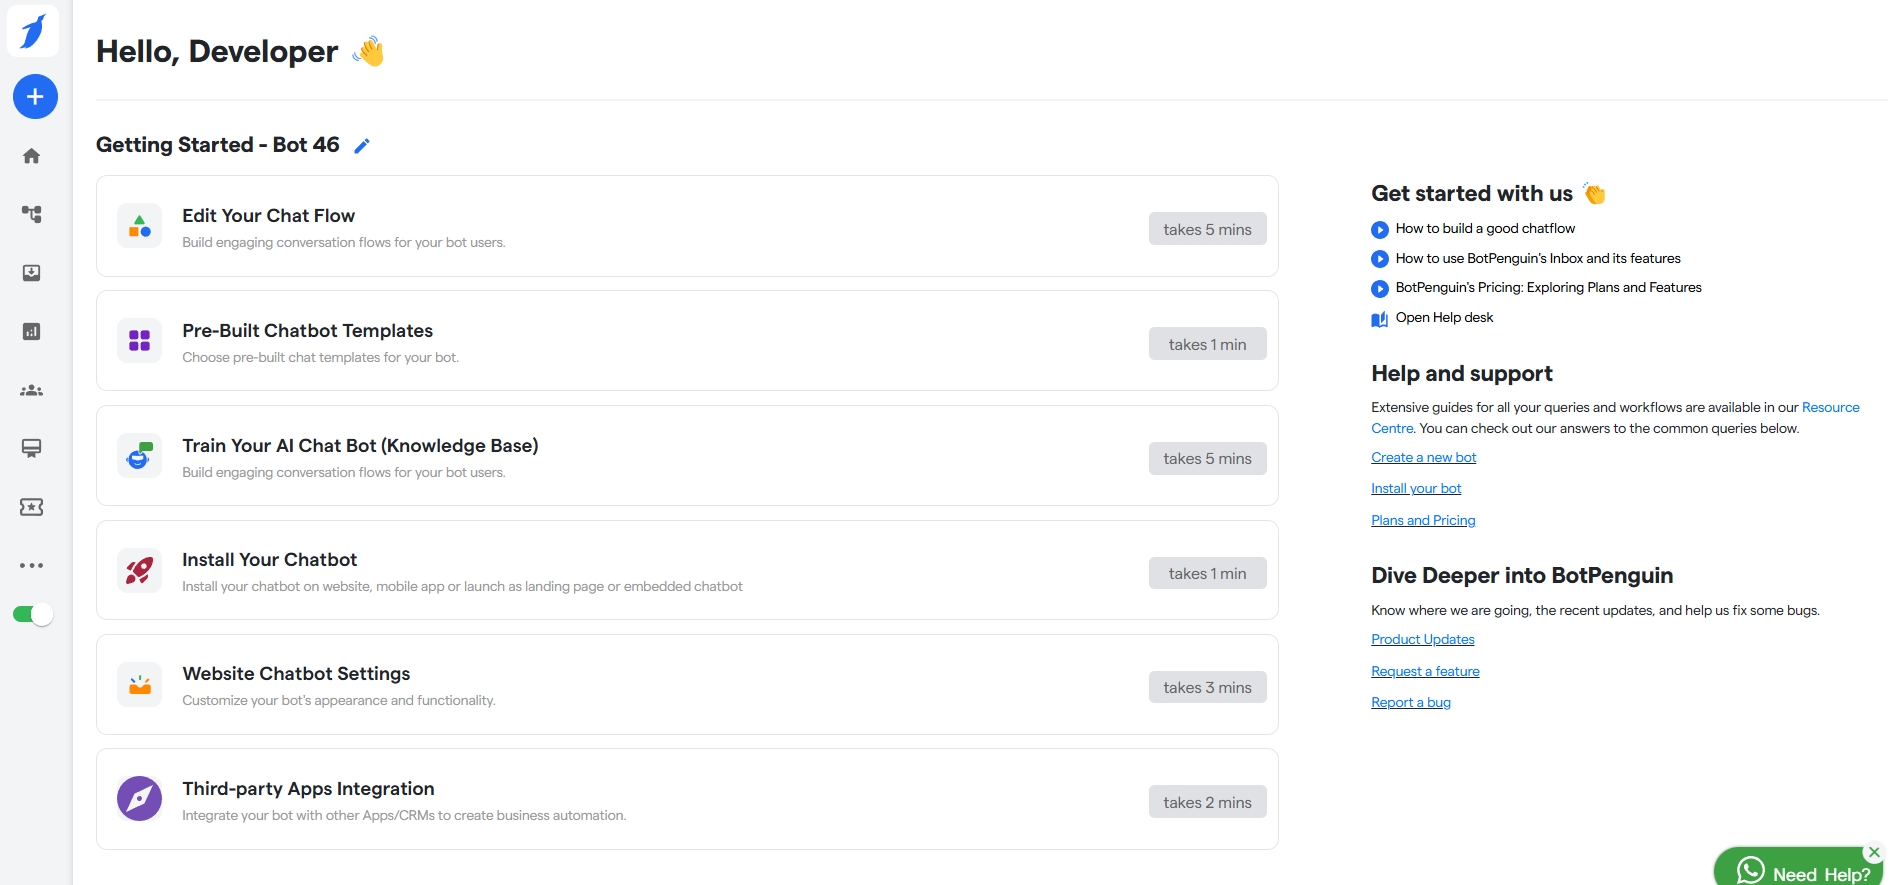 Hello, Developer
Getting Started - Bot 46
Edit Your Chat Flow
Build engaging conversation flows for your bot users.
takes 5 mins
Pre-Built Chatbot Templates
Choose pre-built chat templates for your bot.
takes 1 min
Train Your AI Chat Bot (Knowledge Base)
Build engaging conversation flows for your bot users.
takes 5 mins
Install Your Chatbot
Install your chatbot on website, mobile app or launch as landing page or embedded chatbot
takes 1 min
Website Chatbot Settings
Customize your bot's appearance and functionality.
takes 3 mins
Third-party Apps Integration
Integrate your bot with other Apps/CRMs to create business automation.
takes 2 mins
Get started with us
How to build a good chatflow
How to use BotPenguin's Inbox and its features
BotPenguin's Pricing: Exploring Plans and Features
Open Help desk
Help and support
Extensive guides for all your queries and workflows are available in our Resource
Centre. You can check out our answers to the common queries below.
Create a new bot
Install your bot
Plans and Pricing
Dive Deeper into BotPenguin
Know where we are going, the recent updates, and help us fix some bugs.
Product Updates
Request a feature
Report a bug
Need Help?